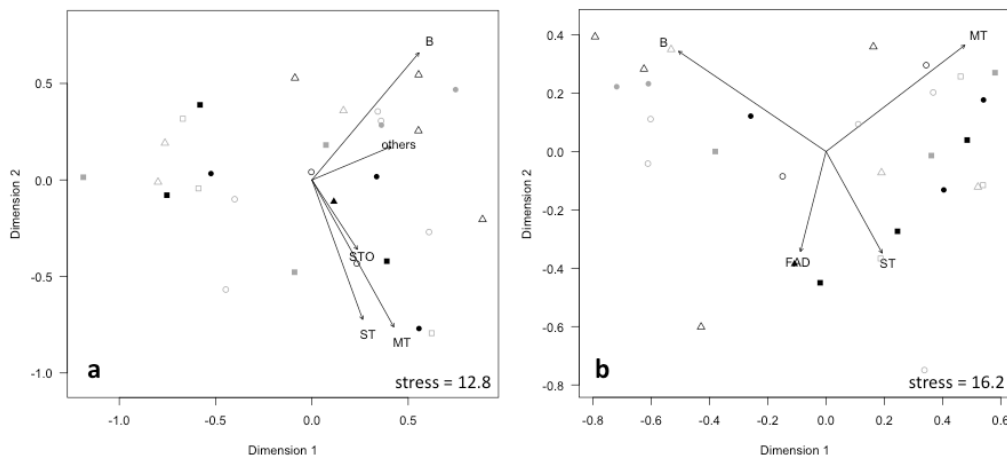 B
others
STO
ST
MT
a
stress = 12.8
0.5
0.0
-0.5
-1.0
Dimension 2
-1.0
-0.5
0.0
0.5
Dimension 1
B
MT
FAD
ST
b
stress = 16.2
0.4
0.2
0.0
-0.2
-0.4
-0.6
-0.8
Dimension 2
-0.8
-0.6
-0.4
-0.2
0.0
0.2
0.4
0.6
Dimension 1